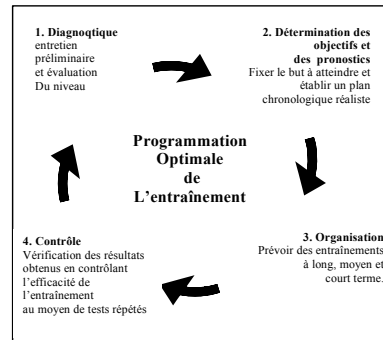 1. Diagnoqtique
entretien
préliminaire
et évaluation
Du niveau
2. Détermination des
objectifs et
des pronostics
Fixer le but à atteindre et
établir un plan
chronologique réaliste
Programmation
Optimale
de
L'entraînement
4. Contrôle
Vérification des résultats
obtenus en contrôlant
l'efficacité de
l'entraînement
au moyen de tests répétés
3. Organisation
Prévoir des entraînements
à long, moyen et
court terme.